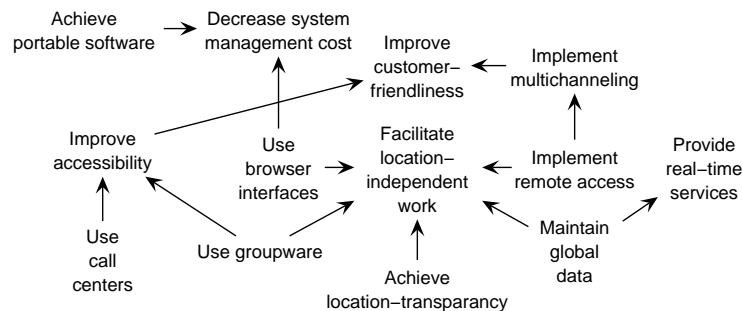 Achieve
portable software
Decrease system
management cost
Improve
customer–
friendliness
Implement
multichanneling
Improve
accessibility
Use
browser
interfaces
Facilitate
location–
independent
work
Implement
remote access
Provide
real–time
services
Use
call
centers
Use groupware
Achieve
location–transparancy
Maintain
global
data